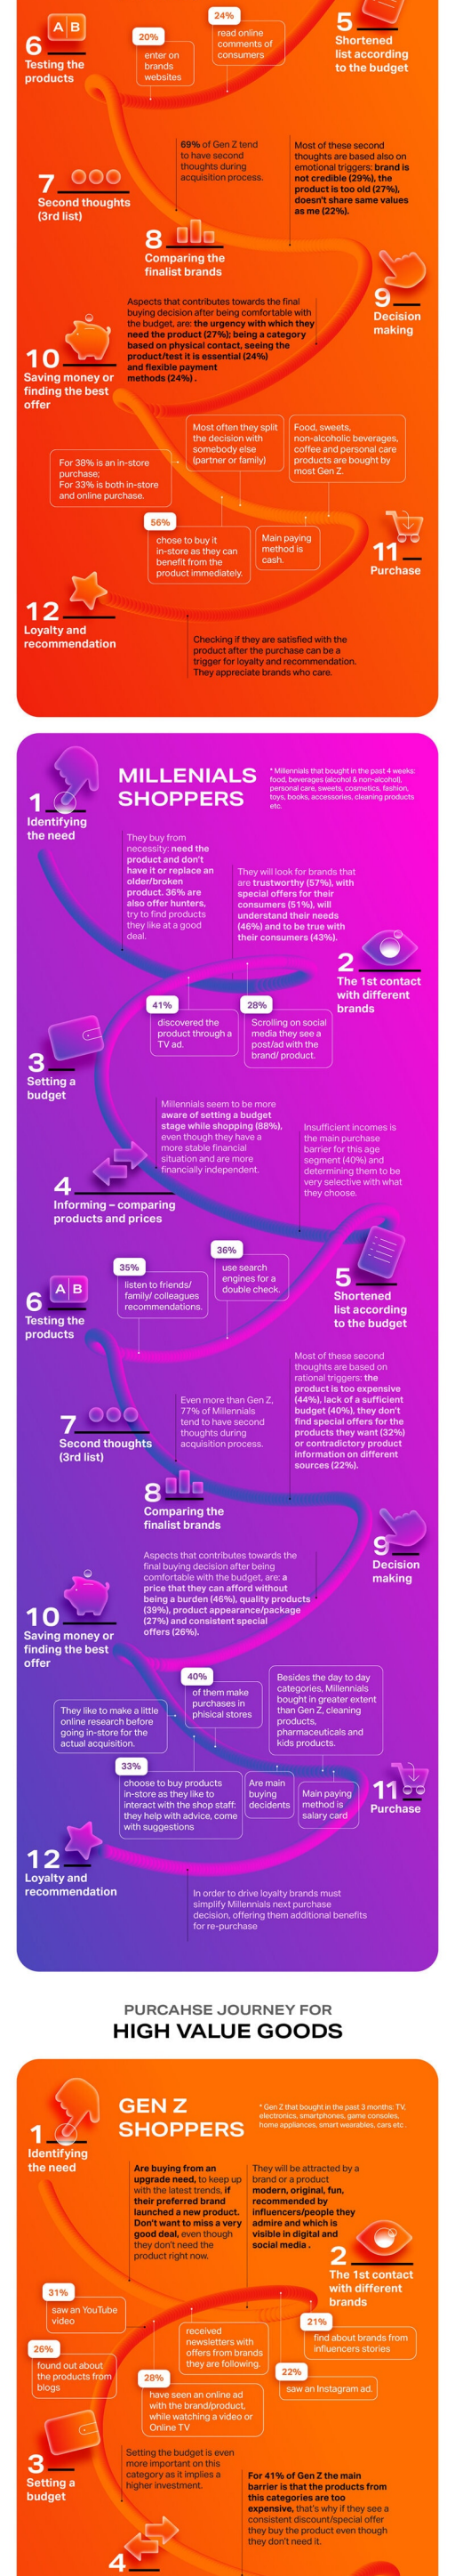 A B
6
Testing the
products
20%
enter on
brands
websites
24%
read online
comments of
consumers
5
Shortened
list according
to the budget
69% of Gen Z tend
to have second
thoughts during
acquisition process.
Most of these second
thoughts are based also on
emotional triggers: brand is
not credible (29%), the
product is too old (27%),
doesn't share same values
as me (22%).
7
Second thoughts
(3rd list)
8
Comparing the
finalist brands
9
Decision
making
Aspects that contributes towards the final
buying decision after being comfortable with
the budget, are: the urgency with which they
need the product (27%); being a category
based on physical contact, seeing the
product/test it is essential (24%)
and flexible payment
methods (24%) .
10
Saving money or
finding the best
offer
Most often they split
the decision with
somebody else
(partner or family)
Food, sweets,
non-alcoholic beverages,
coffee and personal care
products are bought by
most Gen Z.
For 38% is an in-store
purchase;
For 33% is both in-store
and online purchase.
56%
chose to buy it
in-store as they can
benefit from the
product immediately.
Main paying
method is
cash.
11
Purchase
12
Loyalty and
recommendation
Checking if they are satisfied with the
product after the purchase can be a
trigger for loyalty and recommendation.
They appreciate brands who care.
MILLENIALS
SHOPPERS
* Millennials that bought in the past 4 weeks:
food, beverages (alcohol & non-alcohol),
personal care, sweets, cosmetics, fashion,
toys, books, accessories, cleaning products
etc.
1
Identifying
the need
They buy from
necessity: need the
product and don't
have it or replace an
older/broken
product. 36% are
also offer hunters,
try to find products
they like at a good
deal.
They will look for brands that
are trustworthy (57%), with
special offers for their
consumers (51%), will
understand their needs
(46%) and to be true with
their consumers (43%).
2
The 1st contact
with different
brands
41%
discovered the
product through a
TV ad.
28%
Scrolling on social
media they see a
post/ad with the
brand/ product.
3
Setting a
budget
Millennials seem to be more
aware of setting a budget
stage while shopping (88%),
even though they have a
more stable financial
situation and are more
financially independent.
Insufficient incomes is
the main purchase
barrier for this age
segment (40%) and
determining them to be
very selective with what
they choose.
4
Informing – comparing
products and prices
35%
listen to friends/
family/ colleagues
recommendations.
36%
use search
engines for a
double check.
5
Shortened
list according
to the budget
A B
6
Testing the
products
Most of these second
thoughts are based on
rational triggers: the
product is too expensive
(44%), lack of a sufficient
budget (40%), they don't
find special offers for the
products they want (32%)
or contradictory product
information on different
sources (22%).
Even more than Gen Z,
77% of Millennials
tend to have second
thoughts during
acquisition process.
7
Second thoughts
(3rd list)
8
Comparing the
finalist brands
9
Decision
making
Aspects that contributes towards the
final buying decision after being
comfortable with the budget, are: a
price that they can afford without
being a burden (46%), quality products
(39%), product appearance/package
(27%) and consistent special
offers (26%).
10
Saving money or
finding the best
offer
40%
of them make
purchases in
phisical stores
Besides the day to day
categories, Millennials
bought in greater extent
than Gen Z, cleaning
products,
pharmaceuticals and
kids products.
They like to make a little
online research before
going in-store for the
actual acquisition.
33%
choose to buy products
in-store as they like to
interact with the shop staff:
they help with advice, come
with suggestions
Are main
buying
decidents
Main paying
method is
salary card
11
Purchase
12
Loyalty and
recommendation
In order to drive loyalty brands must
simplify Millennials next purchase
decision, offering them additional benefits
for re-purchase
PURCAHSE JOURNEY FOR
HIGH VALUE GOODS
GEN Z
SHOPPERS
* Gen Z that bought in the past 3 months: TV,
electronics, smartphones, game consoles,
home appliances, smart wearables, cars etc .
1
Identifying
the need
Are buying from an
upgrade need, to keep up
with the latest trends, if
their preferred brand
launched a new product.
Don't want to miss a very
good deal, even though
they don't need the
product right now.
They will be attracted by a
brand or a product
modern, original, fun,
recommended by
influencers/people they
admire and which is
visible in digital and
social media .
2
The 1st contact
with different
brands
31%
saw an YouTube
video
21%
find about brands from
influencers stories
received
newsletters with
offers from brands
they are following.
26%
found out about
the products from
blogs
28%
have seen an online ad
with the brand/product,
while watching a video or
Online TV
22%
saw an Instagram ad.
3
Setting a
budget
Setting the budget is even
more important on this
category as it implies a
higher investment.
For 41% of Gen Z the main
barrier is that the products from
this categories are too
expensive, that's why if they see a
consistent discount/special offer
they buy the product even though
they don't need it.
4